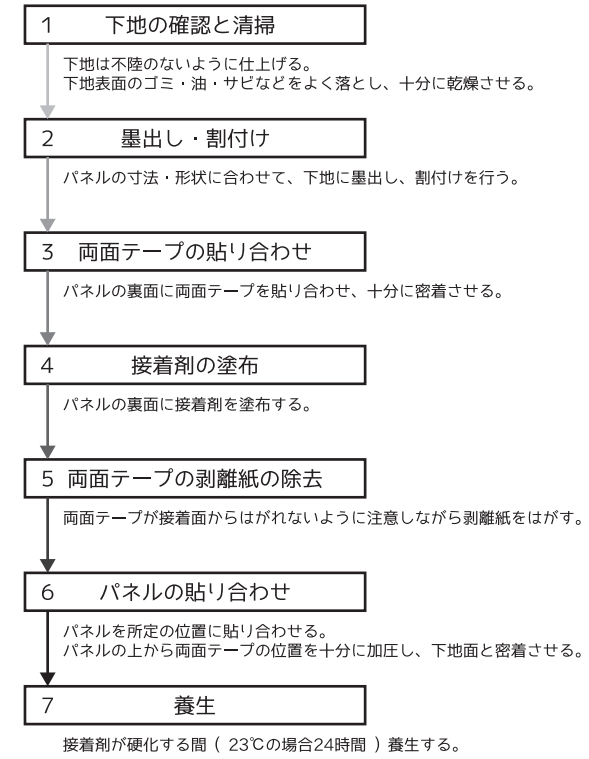 1 下地の確認と清掃
下地は不陸のないように仕上げる。
下地表面のゴミ・油・サビなどをよく落とし、十分に乾燥させる。
2 墨出し・割付け
パネルの寸法・形状に合わせて、下地に墨出し、割付けを行う。
3 両面テープの貼り合わせ
パネルの裏面に両面テープを貼り合わせ、十分に密着させる。
4 接着剤の塗布
パネルの裏面に接着剤を塗布する。
5 両面テープの剥離紙の除去
両面テープが接着面からはがれないように注意しながら剥離紙をはがす。
6 パネルの貼り合わせ
パネルを所定の位置に貼り合わせる。
パネルの上から両面テープの位置を十分に加圧し、下地面と密着させる。
7 養生
接着剤が硬化する間（ 23℃の場合24時間 ）養生する。